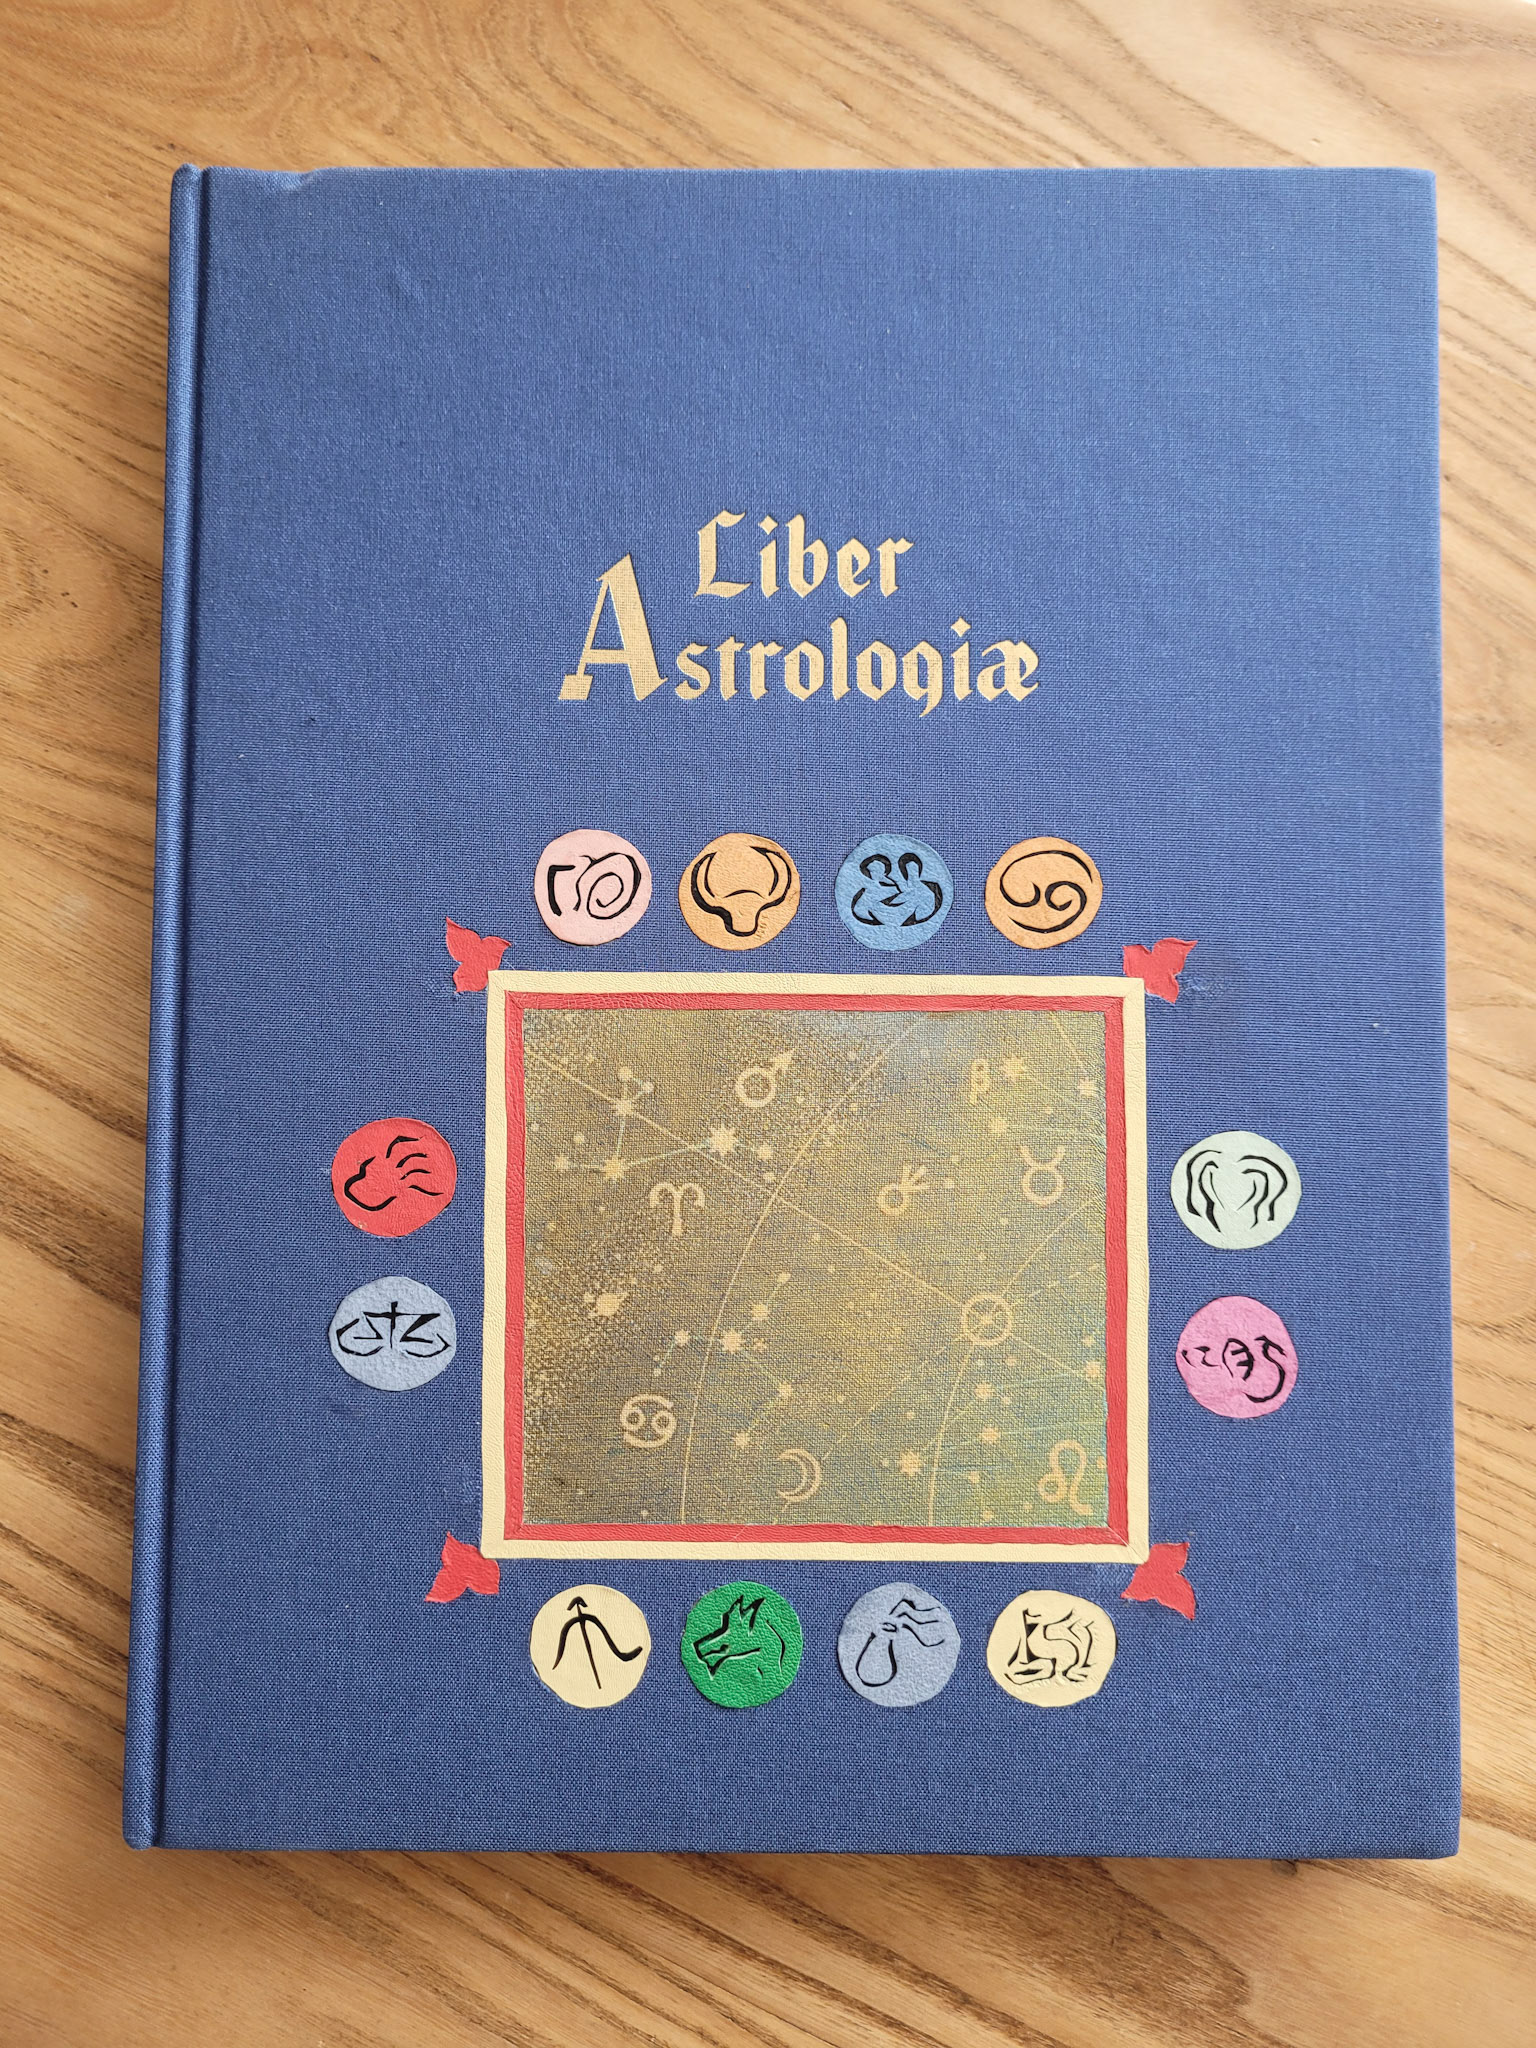 Liber
Astrologiæ
β